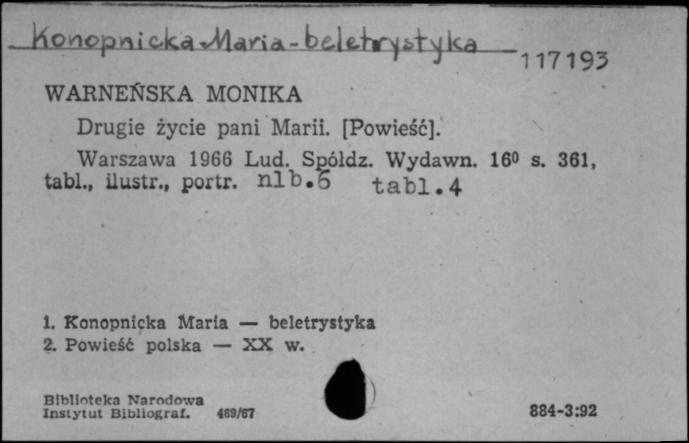 Konopnicka Maria - beletrystyka
117193
WARNEŃSKA MONIKA
Drugie życie pani Marii. [Powieść].
Warszawa 1966 Lud. Spółdz. Wydawn. 16⁰ s. 361,
tabl., ilustr., portr. nlb.6 tabl.4
1. Konopnicka Maria — beletrystyka
2. Powieść polska — XX w.
Biblioteka Narodowa
Instytut Bibliograf. 469/67
884-3:92